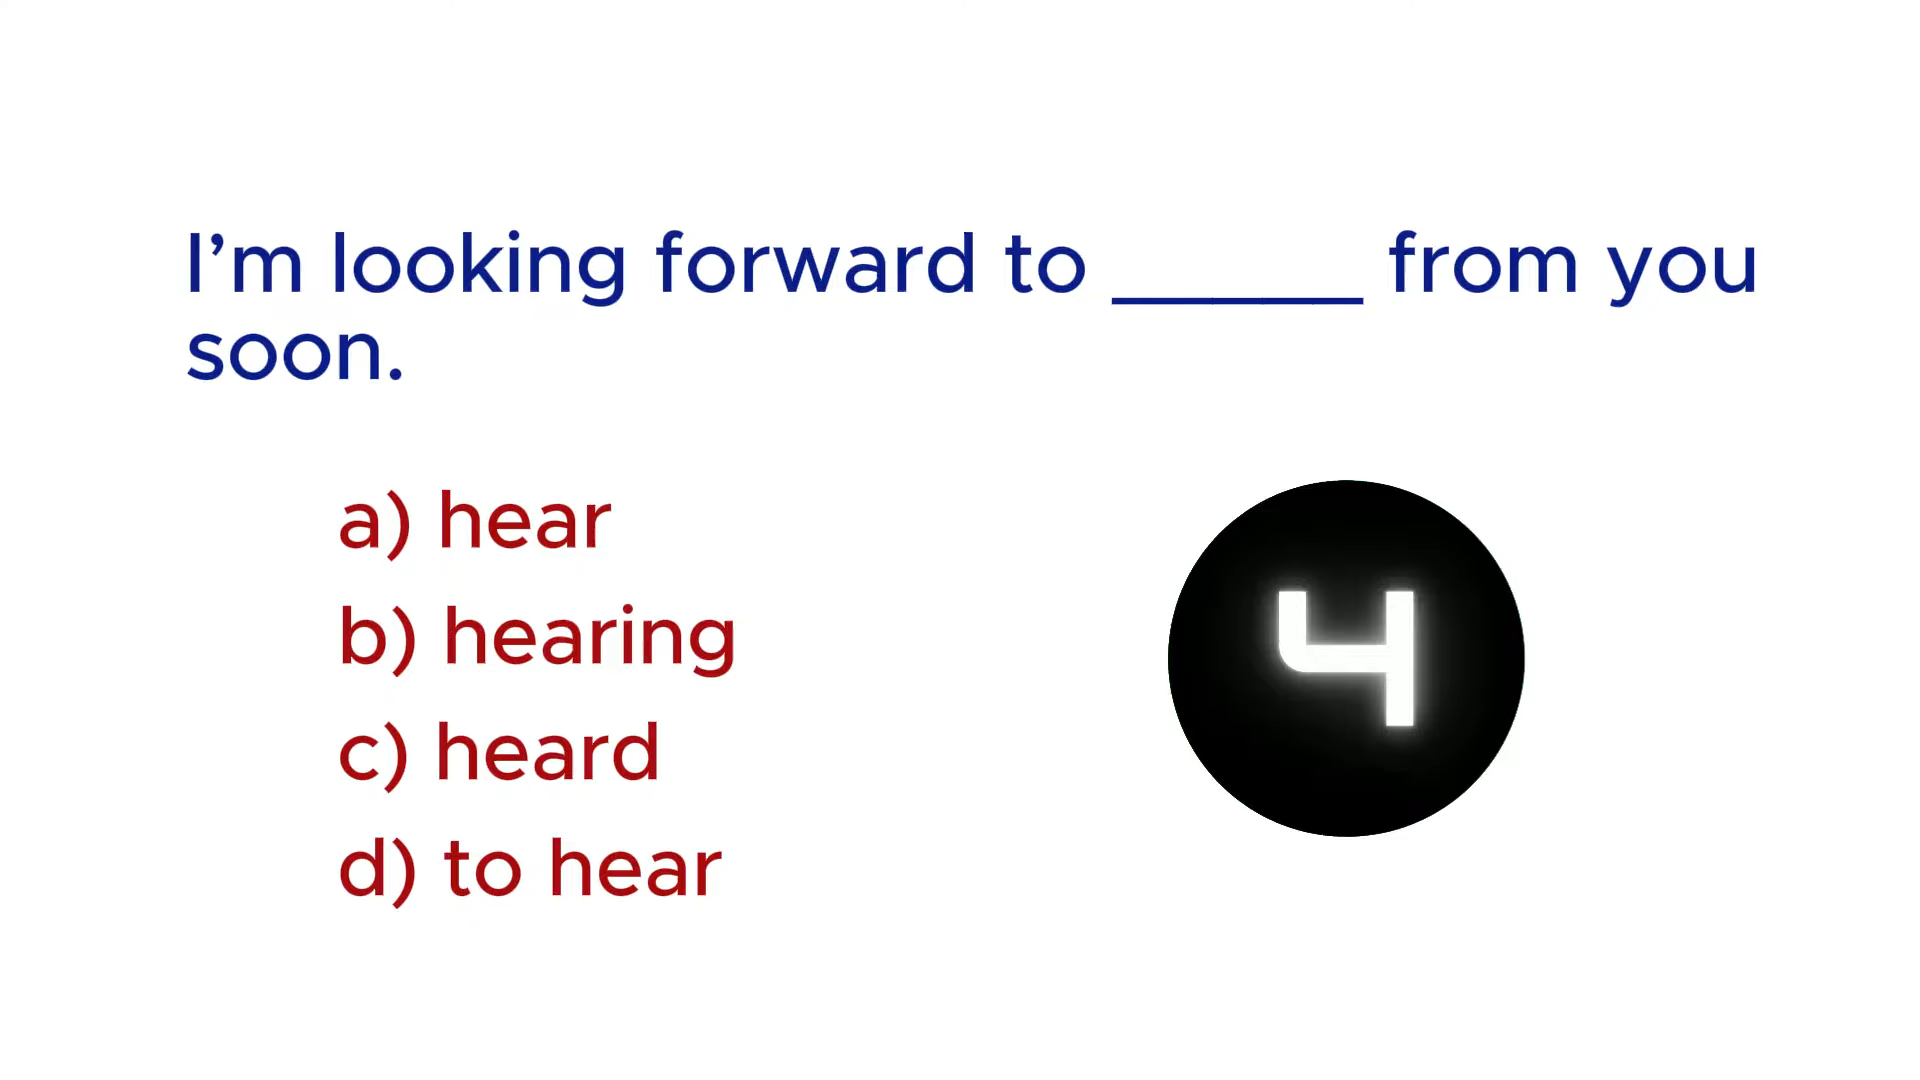 I’m looking forward to ______ from you
soon.
a) hear
b) hearing
c) heard
d) to hear
4